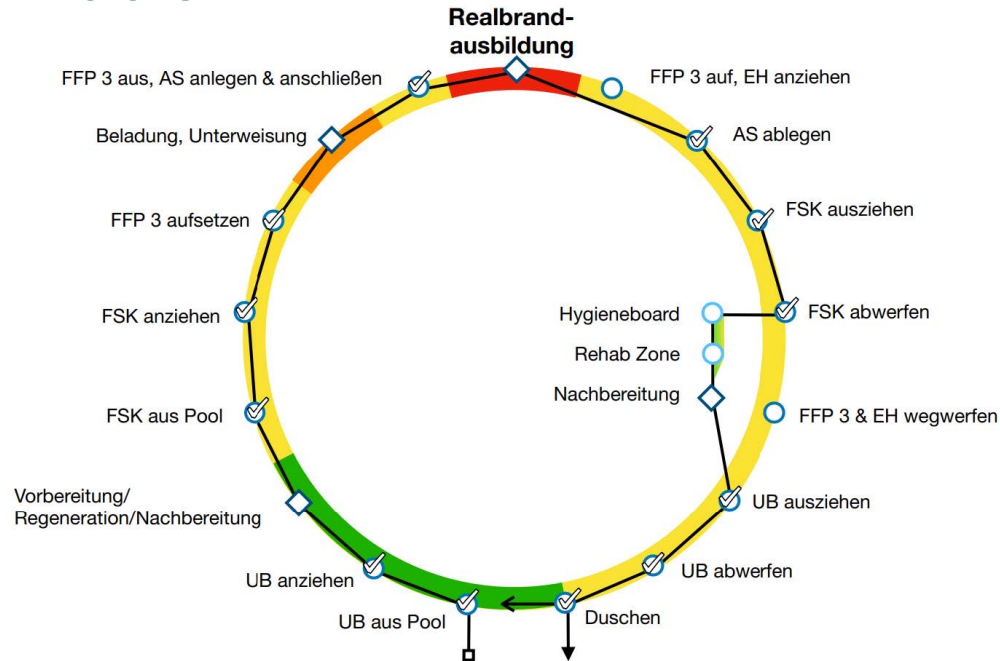 Realbrand-
ausbildung
FFP 3 aus, AS anlegen & anschließen
FFP 3 auf, EH anziehen
Beladung, Unterweisung
AS ablegen
FFP 3 aufsetzen
FSK ausziehen
FSK anziehen
Hygieneboard
FSK abwerfen
Rehab Zone
Nachbereitung
FSK aus Pool
FFP 3 & EH wegwerfen
Vorbereitung/
Regeneration/Nachbereitung
UB ausziehen
UB anziehen
UB abwerfen
UB aus Pool
Duschen